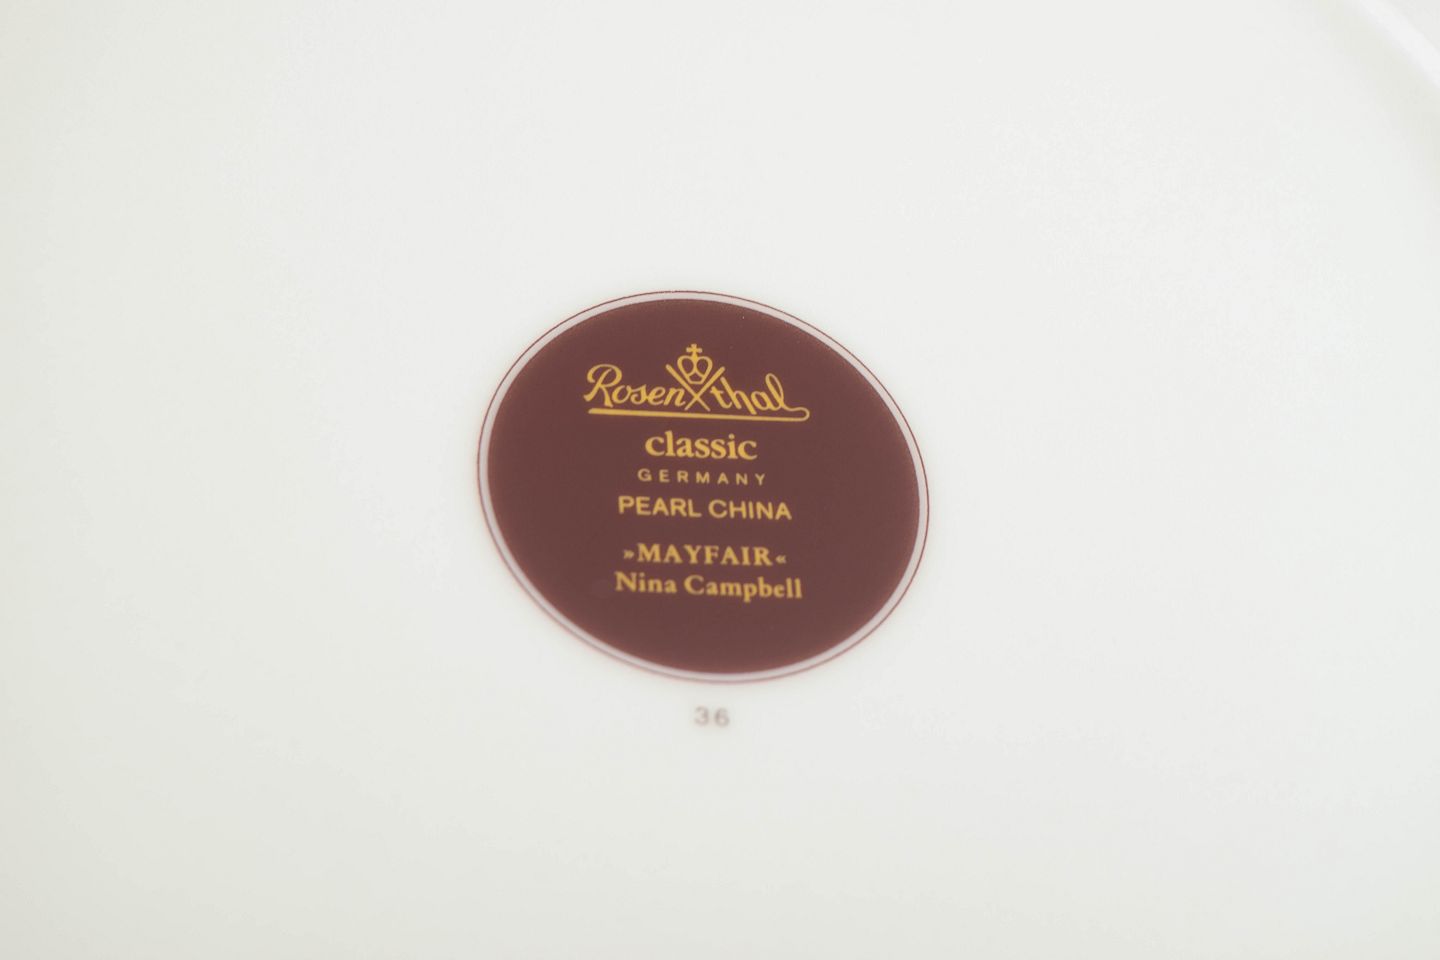 Rosenthal
classic
GERMANY
PEARL CHINA
»MAYFAIR«
Nina Campbell
36